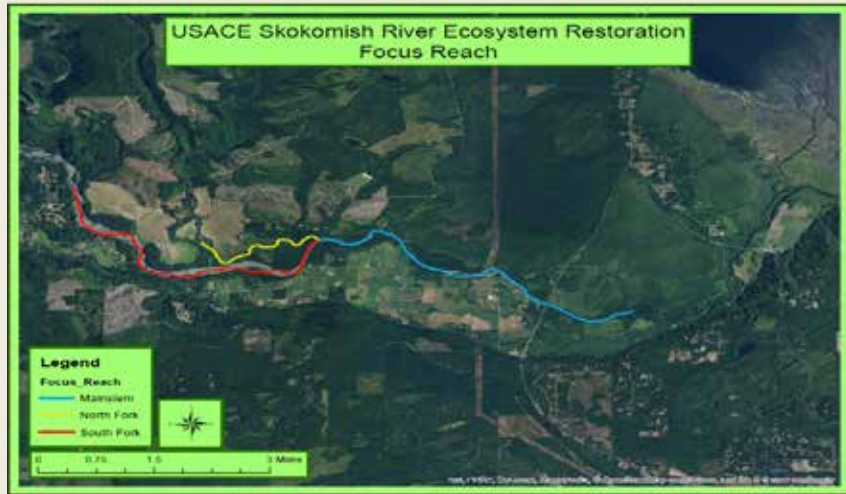 USACE Skokomish River Ecosystem Restoration
Focus Reach
Legend
Focus_Reach
Mainstem
North Fork
South Fork
0 0.75 1.5 3 Miles